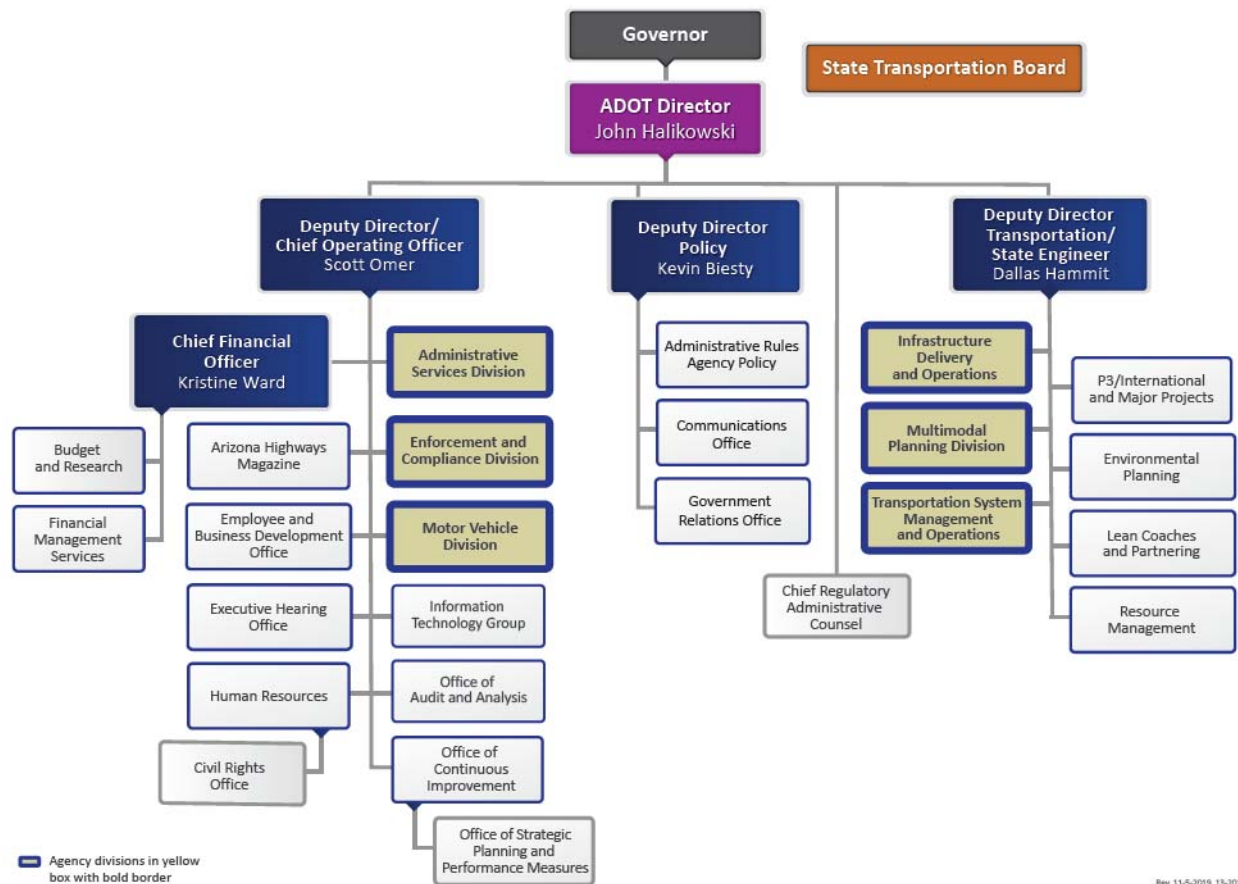 Governor
State Transportation Board
ADOT Director
John Halikowski
Deputy Director/
Chief Operating Officer
Scott Omer
Deputy Director
Policy
Kevin Biesty
Deputy Director
Transportation/
State Engineer
Dallas Hammit
Chief Financial
Officer
Kristine Ward
Budget
and Research
Financial
Management
Services
Administrative
Services Division
Arizona Highways
Magazine
Enforcement and
Compliance Division
Employee and
Business Development
Office
Motor Vehicle
Division
Executive Hearing
Office
Information
Technology Group
Human Resources
Office of
Audit and Analysis
Civil Rights
Office
Office of
Continuous
Improvement
Office of Strategic
Planning and
Performance Measures
Administrative Rules
Agency Policy
Communications
Office
Government
Relations Office
Chief Regulatory
Administrative
Counsel
Infrastructure
Delivery
and Operations
Multimodal
Planning Division
Transportation System
Management
and Operations
P3/International
and Major Projects
Environmental
Planning
Lean Coaches
and Partnering
Resource
Management
Agency divisions in yellow
box with bold border
Rev. 11-5-2019